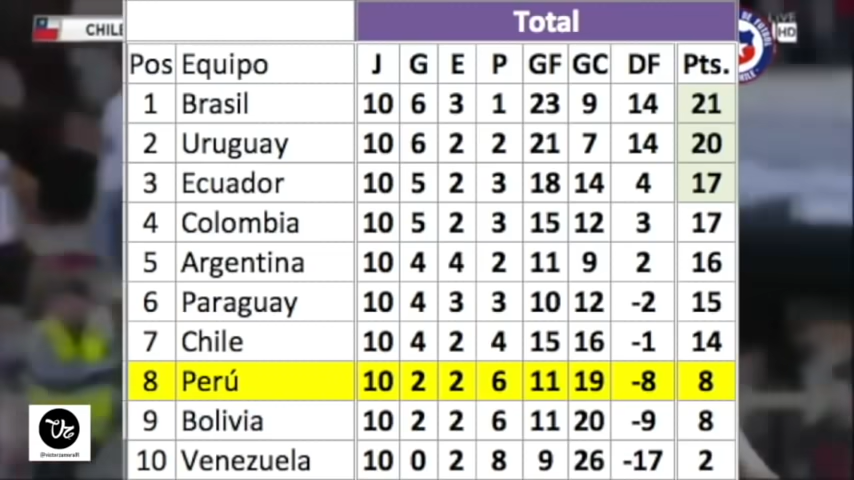 CHILE
LIVE
HD
Total
Pos Equipo J G E P GF GC DF Pts.
1 Brasil 10 6 3 1 23 9 14 21
2 Uruguay 10 6 2 2 21 7 14 20
3 Ecuador 10 5 2 3 18 14 4 17
4 Colombia 10 5 2 3 15 12 3 17
5 Argentina 10 4 4 2 11 9 2 16
6 Paraguay 10 4 3 3 10 12 -2 15
7 Chile 10 4 2 4 15 16 -1 14
8 Perú 10 2 2 6 11 19 -8 8
9 Bolivia 10 2 2 6 11 20 -9 8
10 Venezuela 10 0 2 8 9 26 -17 2